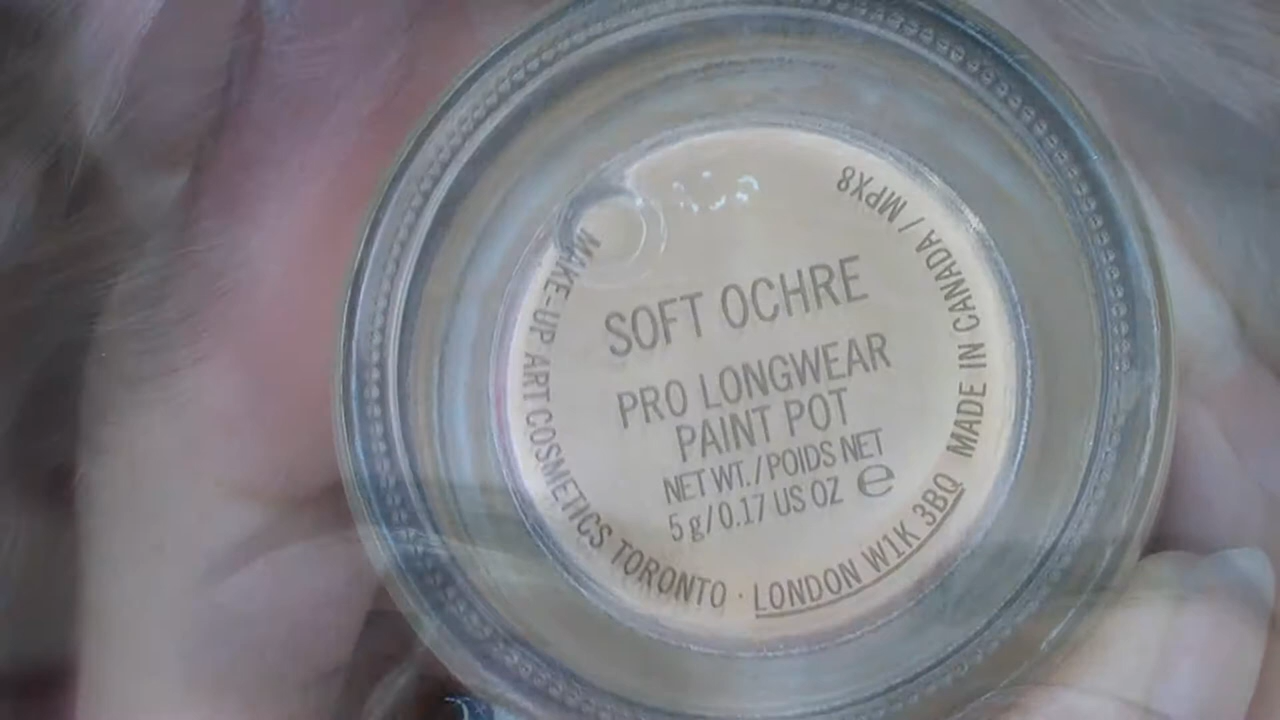 SOFT OCHRE
PRO LONGWEAR
PAINT POT
NET WT. / POIDS NET
5 g / 0.17 US OZ e
MAKE-UP ART COSMETICS TORONTO · LONDON W1K 3BQ MADE IN CANADA / MPX8